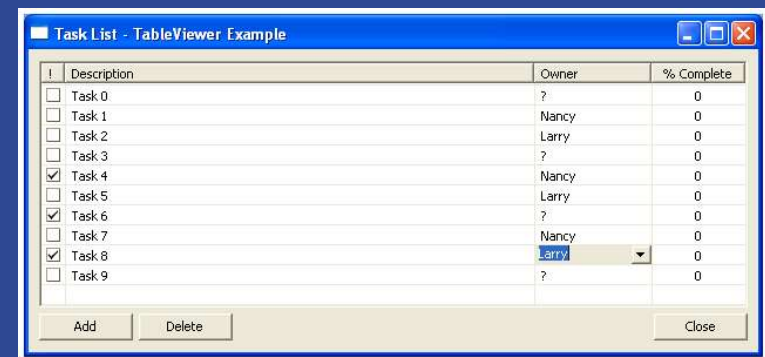 Task List - TableViewer Example
! Description Owner % Complete
Task 0 ? 0
Task 1 Nancy 0
Task 2 Larry 0
Task 3 ? 0
Task 4 Nancy 0
Task 5 Larry 0
Task 6 ? 0
Task 7 Nancy 0
Task 8 Larry 0
Task 9 ? 0
Add Delete Close